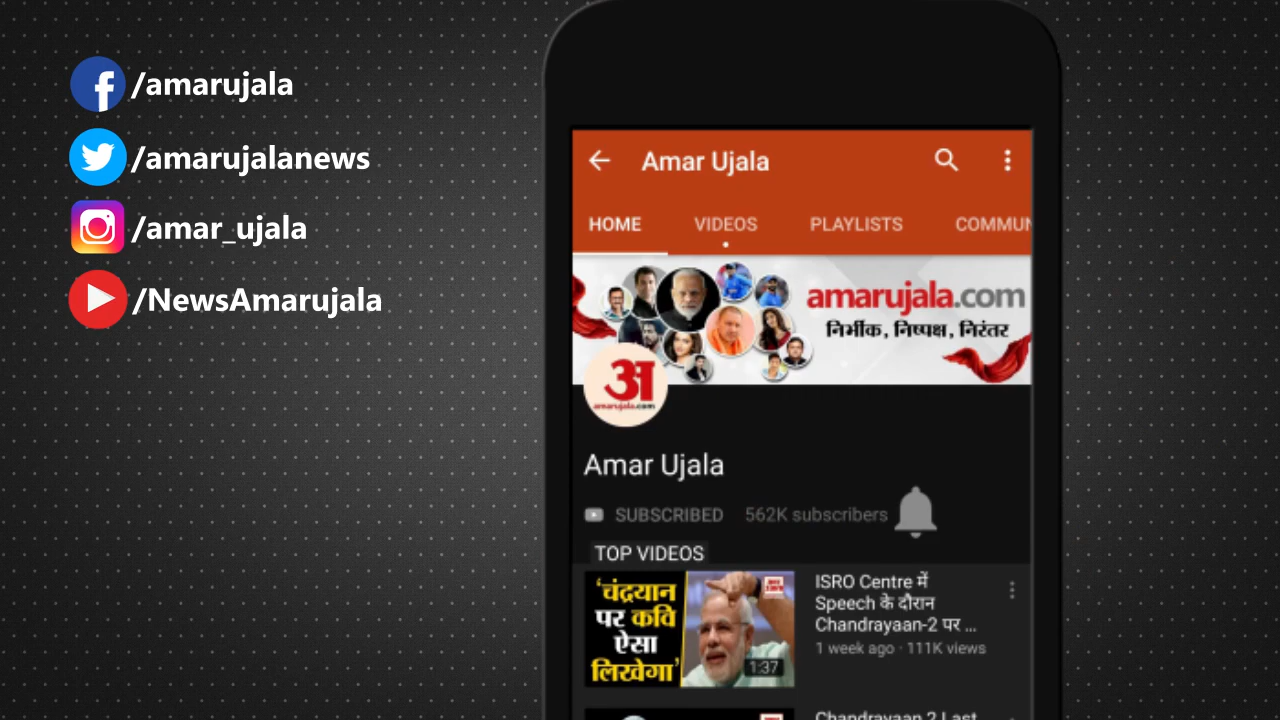 /amarujala
/amarujalanews
/amar_ujala
/NewsAmarujala
Amar Ujala
HOME VIDEOS PLAYLISTS COMMUN
amarujala.com
निर्भीक, निष्पक्ष, निरंतर
अ
amarujala.com
Amar Ujala
SUBSCRIBED 562K subscribers
TOP VIDEOS
'चंद्रयान
पर कवि
ऐसा
लिखेगा'
1:37
ISRO Centre में
Speech के दौरान
Chandrayaan-2 पर ...
1 week ago · 111K views
Chandrayaan 2 Last